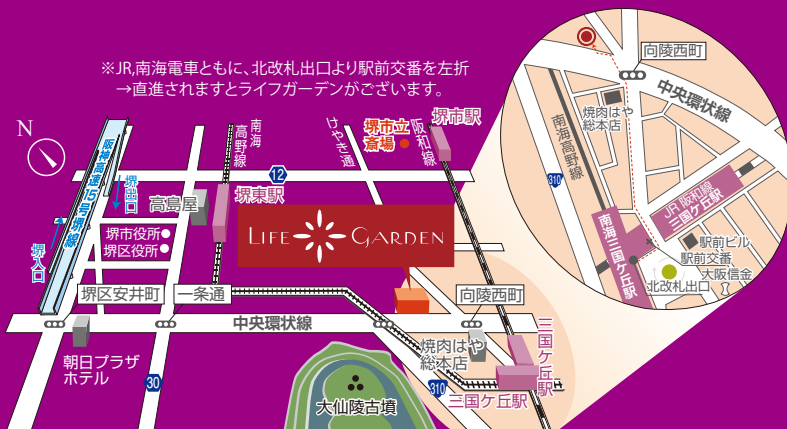 ※JR,南海電車ともに、北改札出口より駅前交番を左折
→直進されますとライフガーデンがございます。
N
阪神高速15号堺線
堺出口
堺入口
南海
高野線
けやき通
堺市立
斎場
阪和線
堺市駅
12
堺東駅
高島屋
堺市役所
堺区役所
LIFE GARDEN
堺区安井町
一条通
向陵西町
中央環状線
朝日プラザ
ホテル
30
大仙陵古墳
310
焼肉はや
総本店
三国ケ丘駅
三国ケ丘駅
向陵西町
中央環状線
焼肉はや
総本店
南海高野線
310
JR 阪和線
三国ケ丘駅
南海三国ケ丘駅
駅前ビル
駅前交番
大阪信金
北改札出口